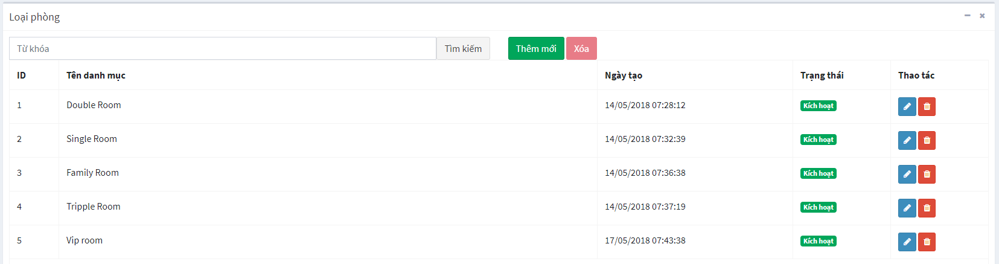 Loại phòng
Từ khóa Tìm kiếm Thêm mới Xóa
ID Tên danh mục Ngày tạo Trạng thái Thao tác
1 Double Room 14/05/2018 07:28:12 Kích hoạt
2 Single Room 14/05/2018 07:32:39 Kích hoạt
3 Family Room 14/05/2018 07:36:38 Kích hoạt
4 Tripple Room 14/05/2018 07:37:19 Kích hoạt
5 Vip room 17/05/2018 07:43:38 Kích hoạt